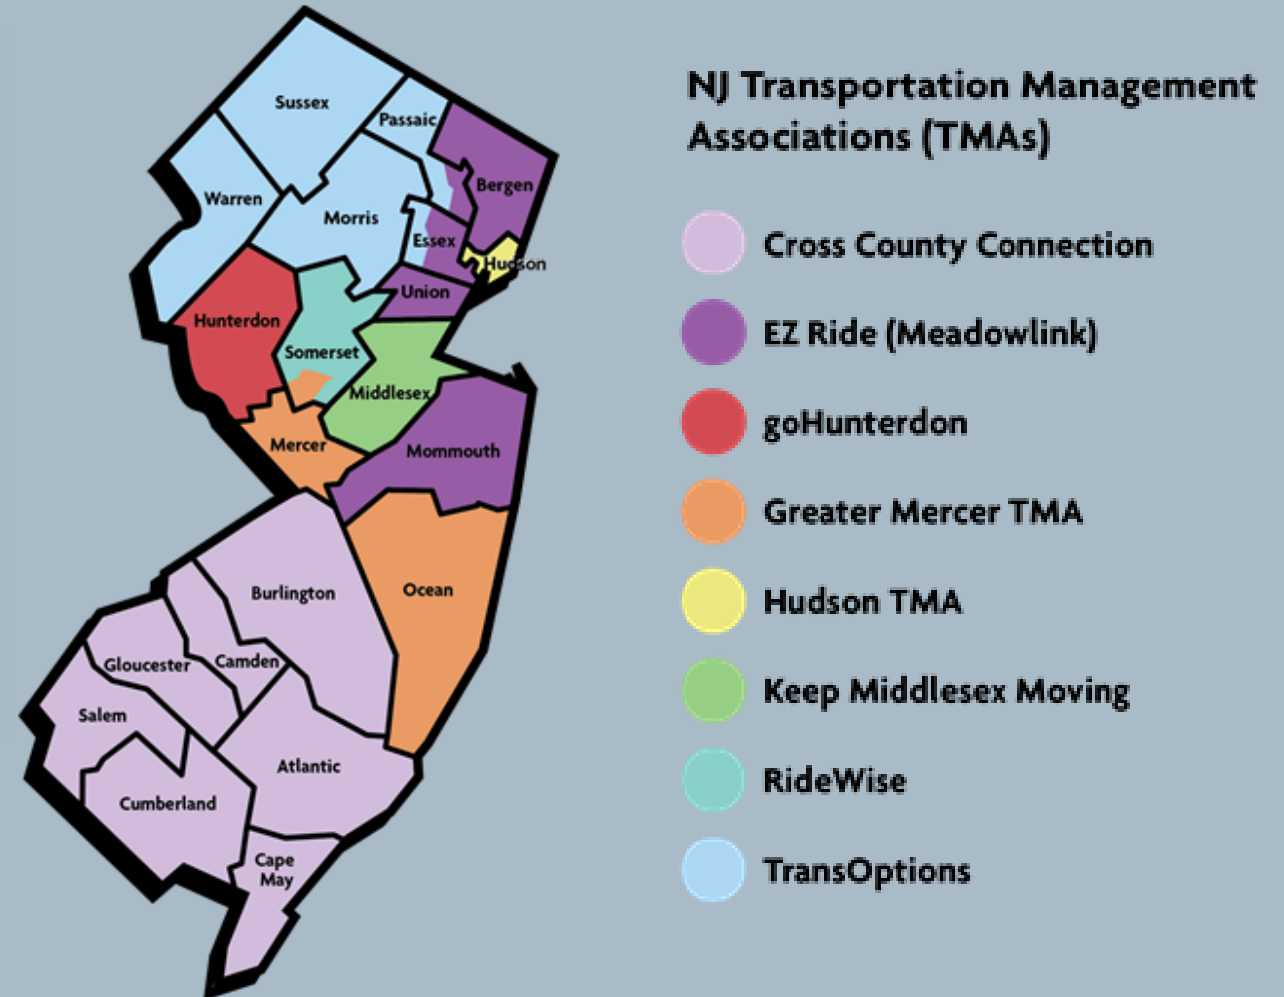 NJ Transportation Management
Associations (TMAs)
Cross County Connection
EZ Ride (Meadowlink)
goHunterdon
Greater Mercer TMA
Hudson TMA
Keep Middlesex Moving
RideWise
TransOptions
Sussex
Passaic
Bergen
Warren
Morris
Essex
Hudson
Union
Hunterdon
Somerset
Middlesex
Mercer
Mommouth
Burlington
Ocean
Gloucester
Camden
Salem
Atlantic
Cumberland
Cape
May